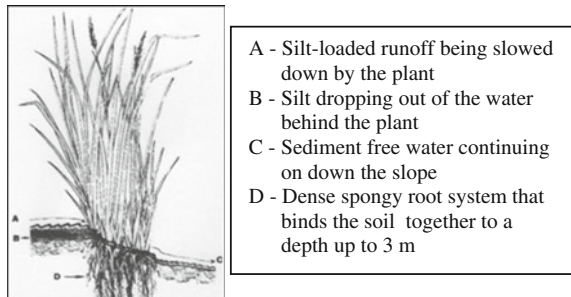 A
B
C
D
A - Silt-loaded runoff being slowed
down by the plant
B - Silt dropping out of the water
behind the plant
C - Sediment free water continuing
on down the slope
D - Dense spongy root system that
binds the soil together to a
depth up to 3 m